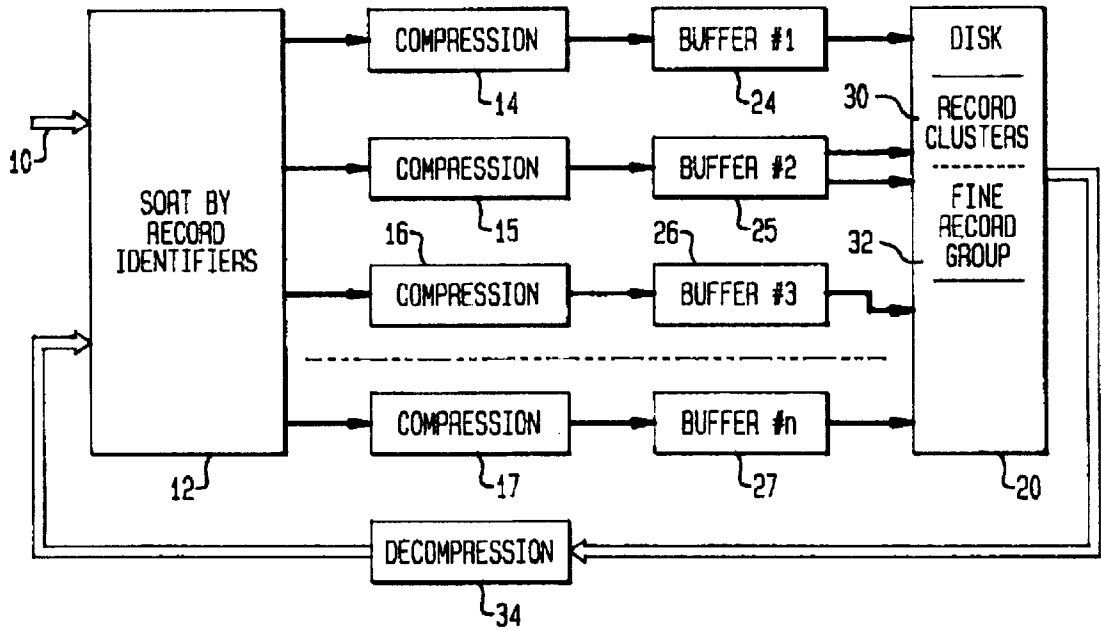 COMPRESSION
BUFFER #1
DISK
14
24
30
10
RECORD
CLUSTERS
COMPRESSION
BUFFER #2
SORT BY
RECORD
IDENTIFIERS
15
25
FINE
RECORD
GROUP
16
26
32
COMPRESSION
BUFFER #3
COMPRESSION
BUFFER #n
12
17
27
20
DECOMPRESSION
34